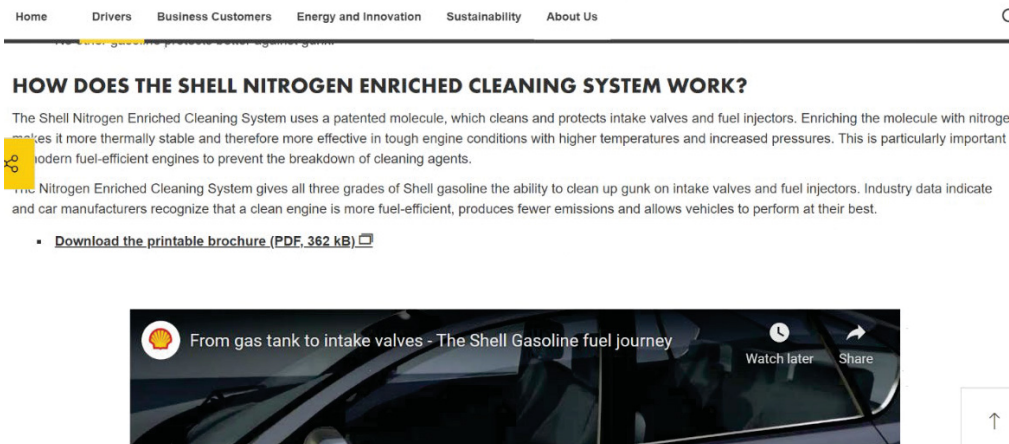 Home Drivers Business Customers Energy and Innovation Sustainability About Us
HOW DOES THE SHELL NITROGEN ENRICHED CLEANING SYSTEM WORK?
The Shell Nitrogen Enriched Cleaning System uses a patented molecule, which cleans and protects intake valves and fuel injectors. Enriching the molecule with nitroge
makes it more thermally stable and therefore more effective in tough engine conditions with higher temperatures and increased pressures. This is particularly important
modern fuel-efficient engines to prevent the breakdown of cleaning agents.
The Nitrogen Enriched Cleaning System gives all three grades of Shell gasoline the ability to clean up gunk on intake valves and fuel injectors. Industry data indicate
and car manufacturers recognize that a clean engine is more fuel-efficient, produces fewer emissions and allows vehicles to perform at their best.
▪ Download the printable brochure (PDF, 362 kB)
From gas tank to intake valves - The Shell Gasoline fuel journey
Watch later Share